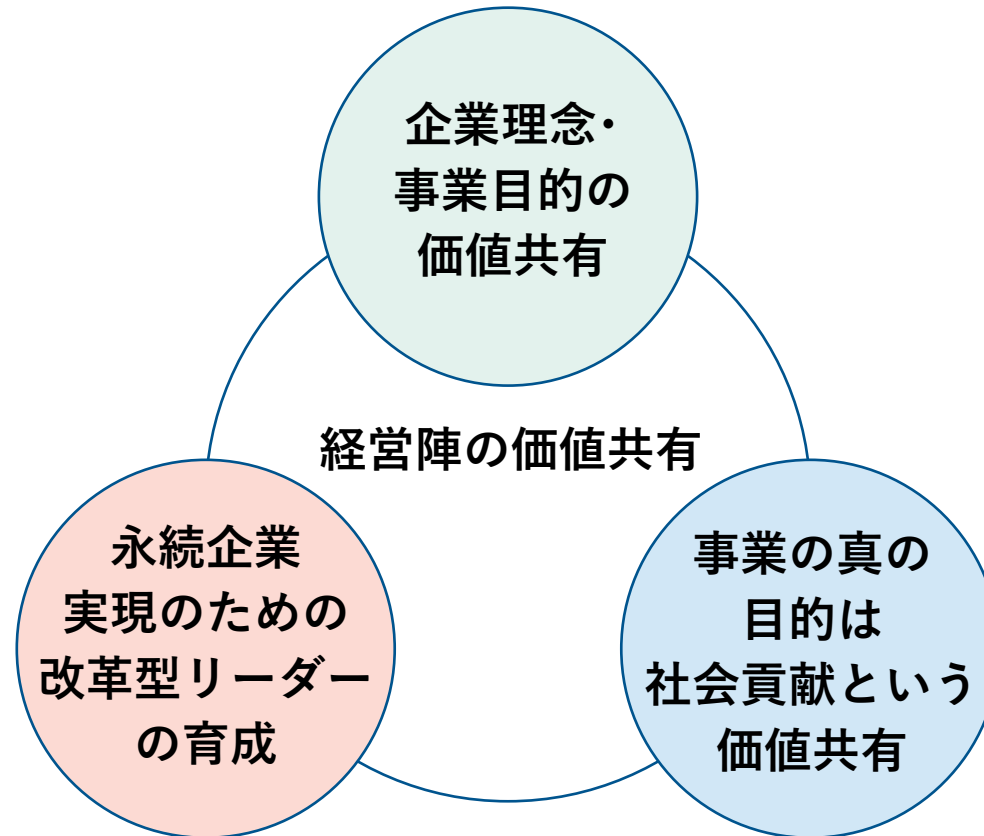 企業理念・
事業目的の
価値共有
経営陣の価値共有
永続企業
実現のための
改革型リーダー
の育成
事業の真の
目的は
社会貢献という
価値共有